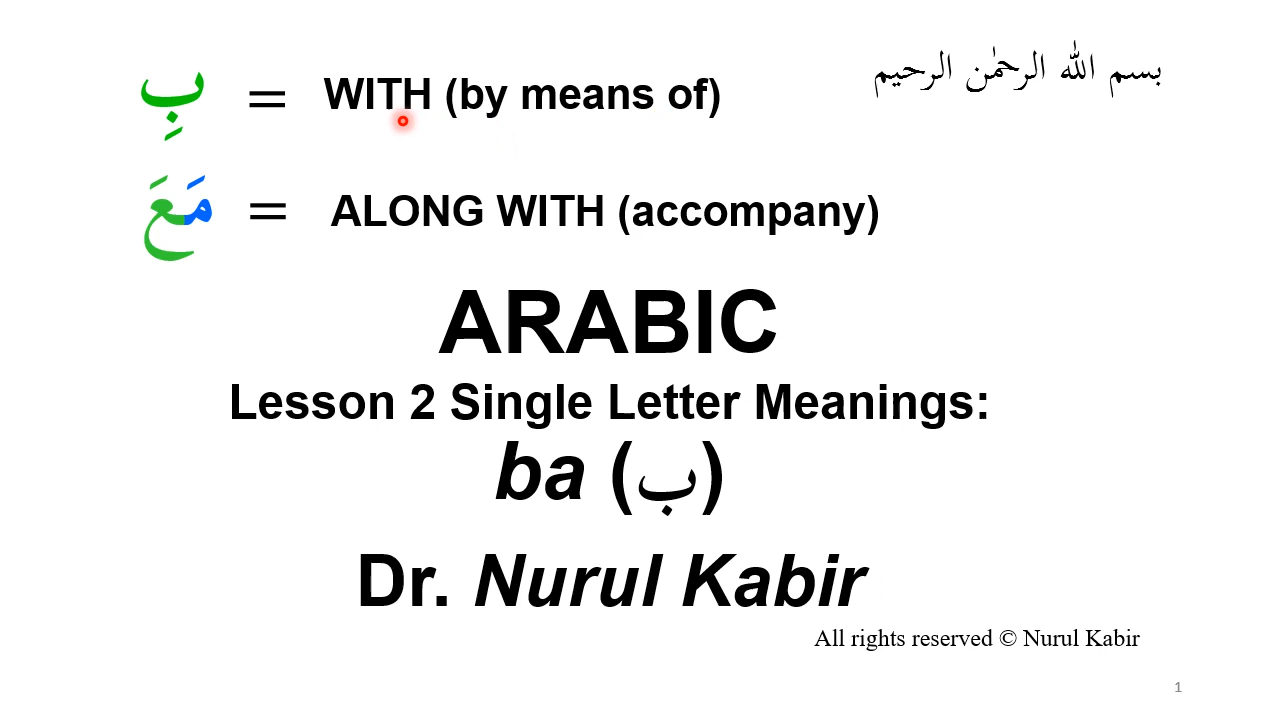 بسم الله الرحمٰن الرحيم
بِ = WITH (by means of)
مَعَ = ALONG WITH (accompany)
ARABIC
Lesson 2 Single Letter Meanings:
ba (ب)
Dr. Nurul Kabir
All rights reserved © Nurul Kabir
1